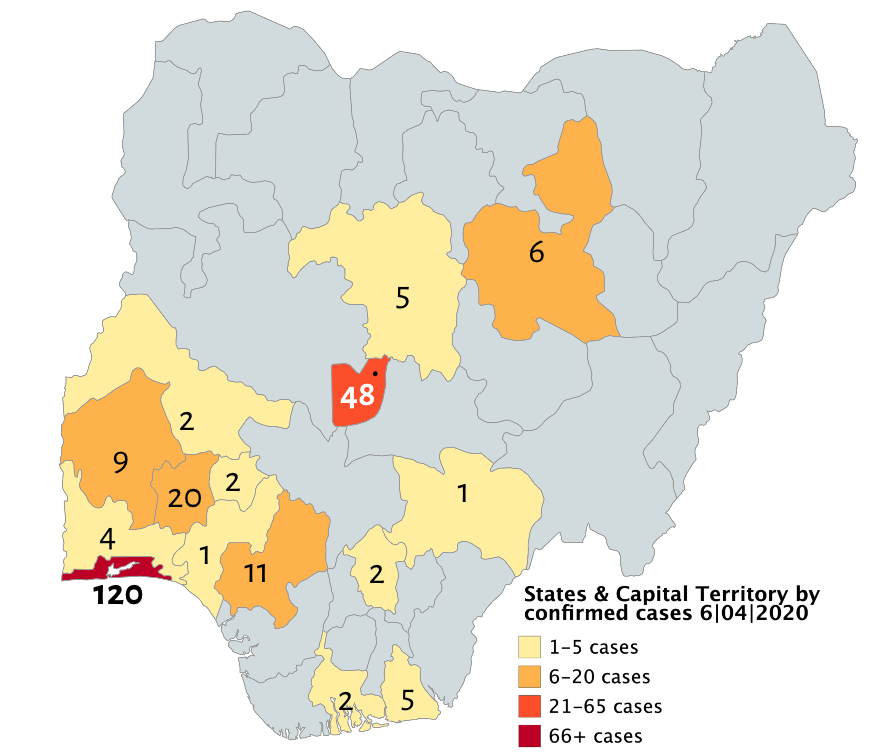 6
5
48
2
9
2
20
1
4
1
11
2
120
States & Capital Territory by
confirmed cases 6|04|2020
1–5 cases
6–20 cases
21–65 cases
66+ cases
2
5